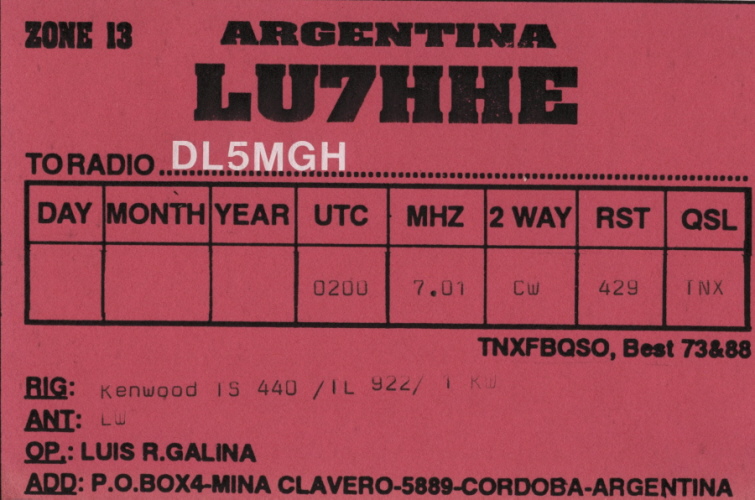 ZONE 13 ARGENTINA
LU7HHE
TO RADIO DL5MGH
DAY MONTH YEAR UTC MHZ 2 WAY RST QSL
0200 7.01 CW 429 TNX
TNXFBQSO, Best 73&88
RIG: Kenwood TS 440 /TL 922/ 1 KW
ANT: LW
OP.: LUIS R.GALINA
ADD: P.O.BOX4-MINA CLAVERO-5889-CORDOBA-ARGENTINA